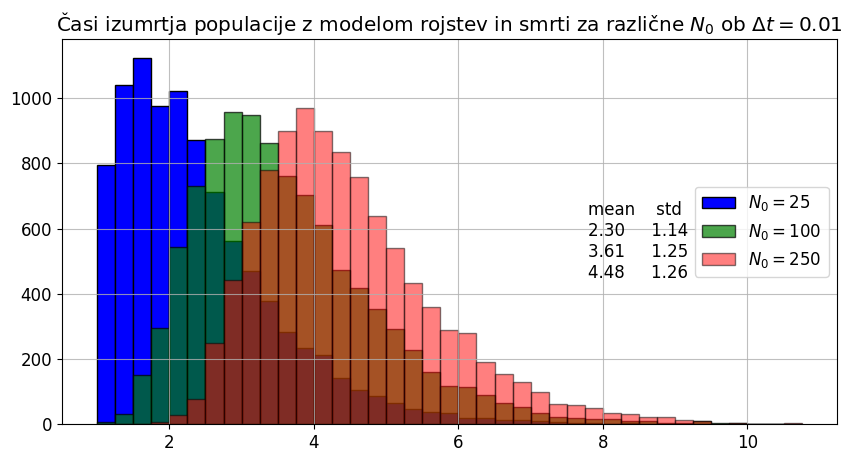 Časi izumrtja populacije z modelom rojstev in smrti za različne $N_0$ ob $\Delta t = 0.01$
1000
800
600
400
200
0
mean std
2.30 1.14
3.61 1.25
4.48 1.26
$N_0 = 25$
$N_0 = 100$
$N_0 = 250$
2 4 6 8 10